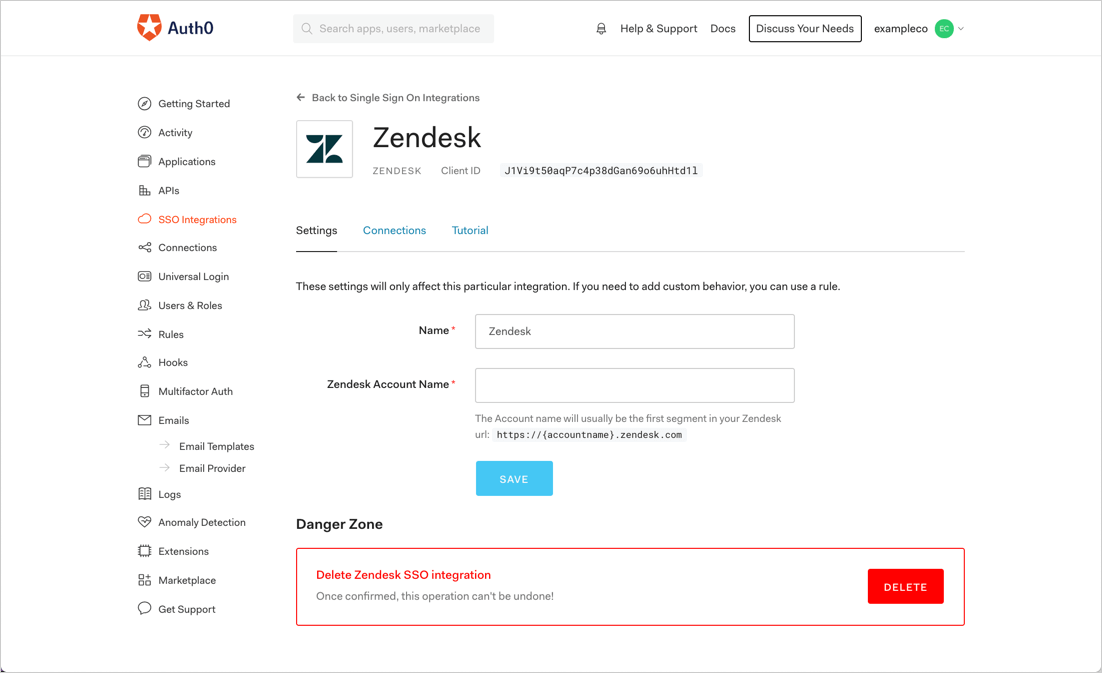 Auth0
Search apps, users, marketplace
Help & Support
Docs
Discuss Your Needs
exampleco
EC
Getting Started
Activity
Applications
APIs
SSO Integrations
Connections
Universal Login
Users & Roles
Rules
Hooks
Multifactor Auth
Emails
Email Templates
Email Provider
Logs
Anomaly Detection
Extensions
Marketplace
Get Support
Back to Single Sign On Integrations
Zendesk
ZENDESK
Client ID
J1Vi9t50aqP7c4p38dGan69o6uhHtd1l
Settings
Connections
Tutorial
These settings will only affect this particular integration. If you need to add custom behavior, you can use a rule.
Name*
Zendesk
Zendesk Account Name*
The Account name will usually be the first segment in your Zendesk
url: https://{accountname}.zendesk.com
SAVE
Danger Zone
Delete Zendesk SSO integration
Once confirmed, this operation can't be undone!
DELETE